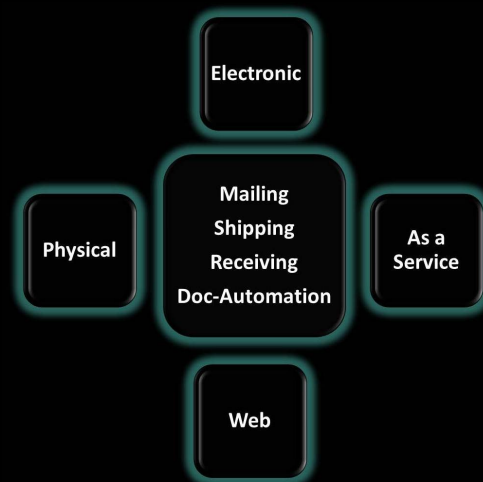 Electronic
Mailing
Shipping
Receiving
Doc-Automation
Physical
As a
Service
Web